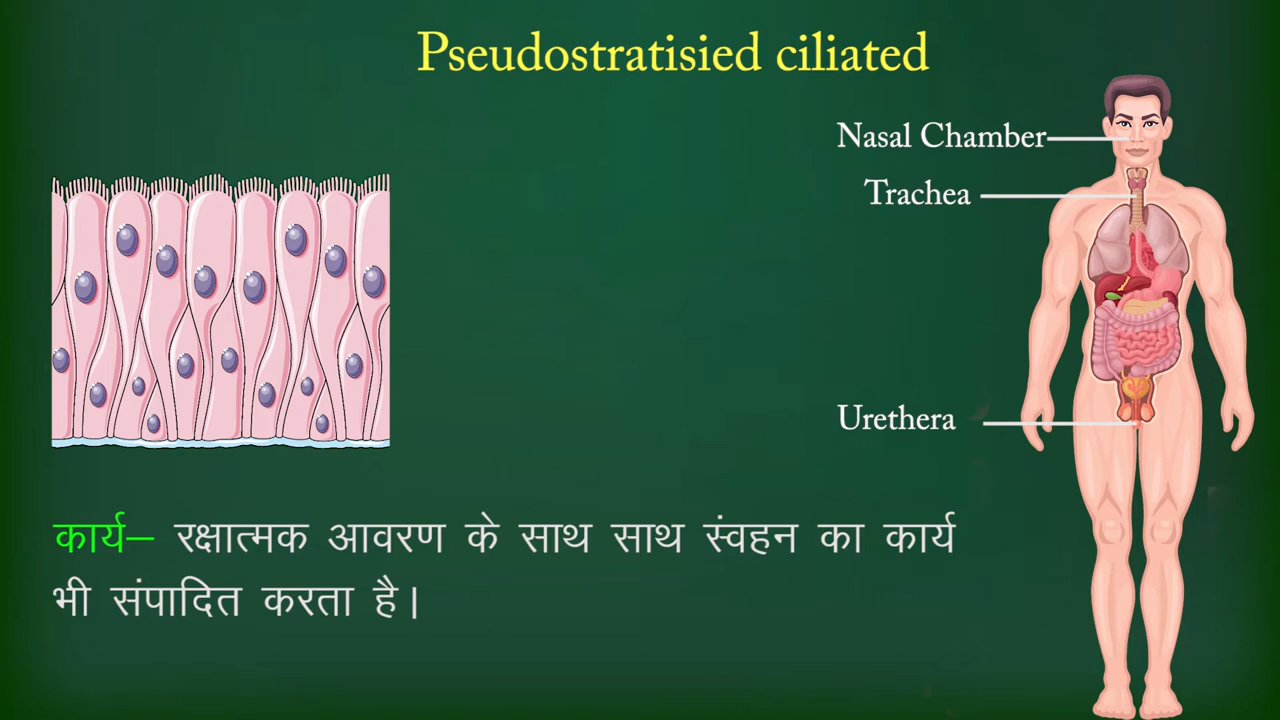 Pseudostratisied ciliated
Nasal Chamber
Trachea
Urethera
कार्य– रक्षात्मक आवरण के साथ साथ स्ंवहन का कार्य
भी संपादित करता है।